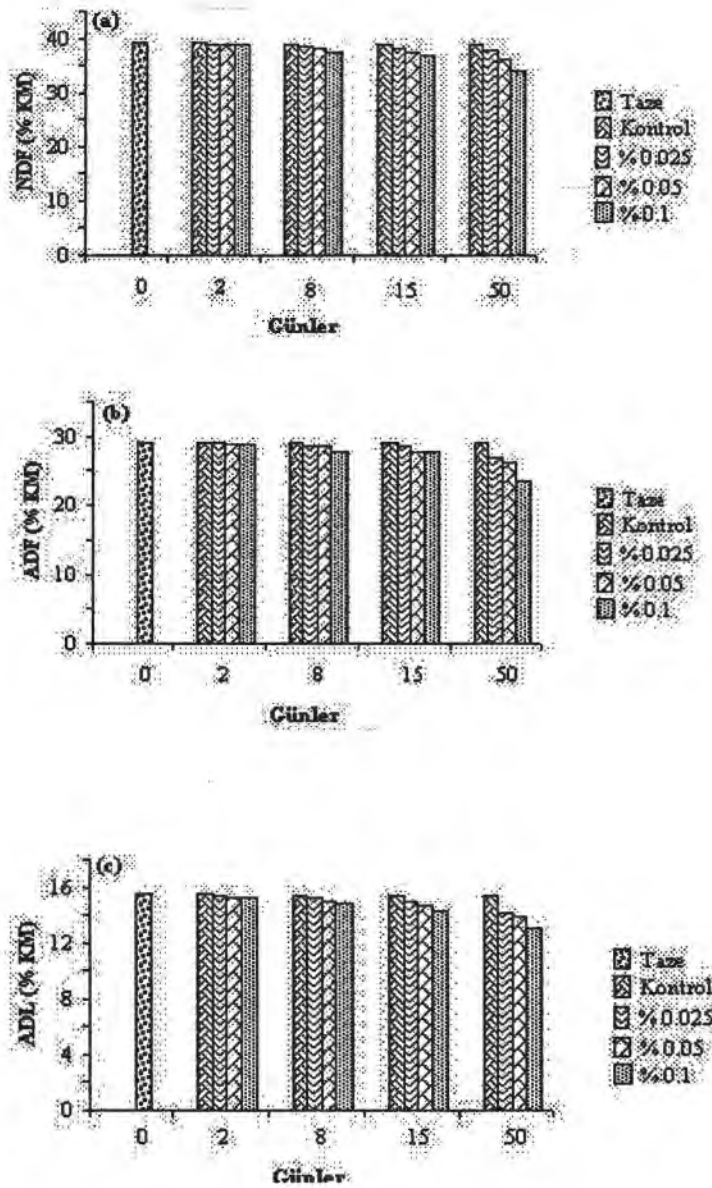 (a)
NDF (% KM)
40
30
20
10
0
0 2 8 15 50
Günler
Taze
Kontrol
% 0.025
% 0.05
% 0.1
(b)
ADF (% KM)
30
20
10
0
0 2 8 15 50
Günler
Taze
Kontrol
% 0.025
% 0.05
% 0.1
(c)
ADL (% KM)
16
12
8
4
0
0 2 8 15 50
Günler
Taze
Kontrol
% 0.025
% 0.05
% 0.1